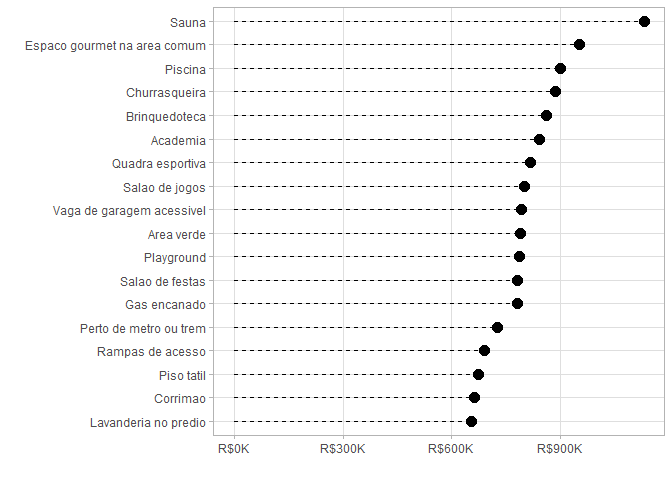 Sauna
Espaco gourmet na area comum
Piscina
Churrasqueira
Brinquedoteca
Academia
Quadra esportiva
Salao de jogos
Vaga de garagem acessivel
Area verde
Playground
Salao de festas
Gas encanado
Perto de metro ou trem
Rampas de acesso
Piso tatil
Corrimao
Lavanderia no predio
R$0K R$300K R$600K R$900K